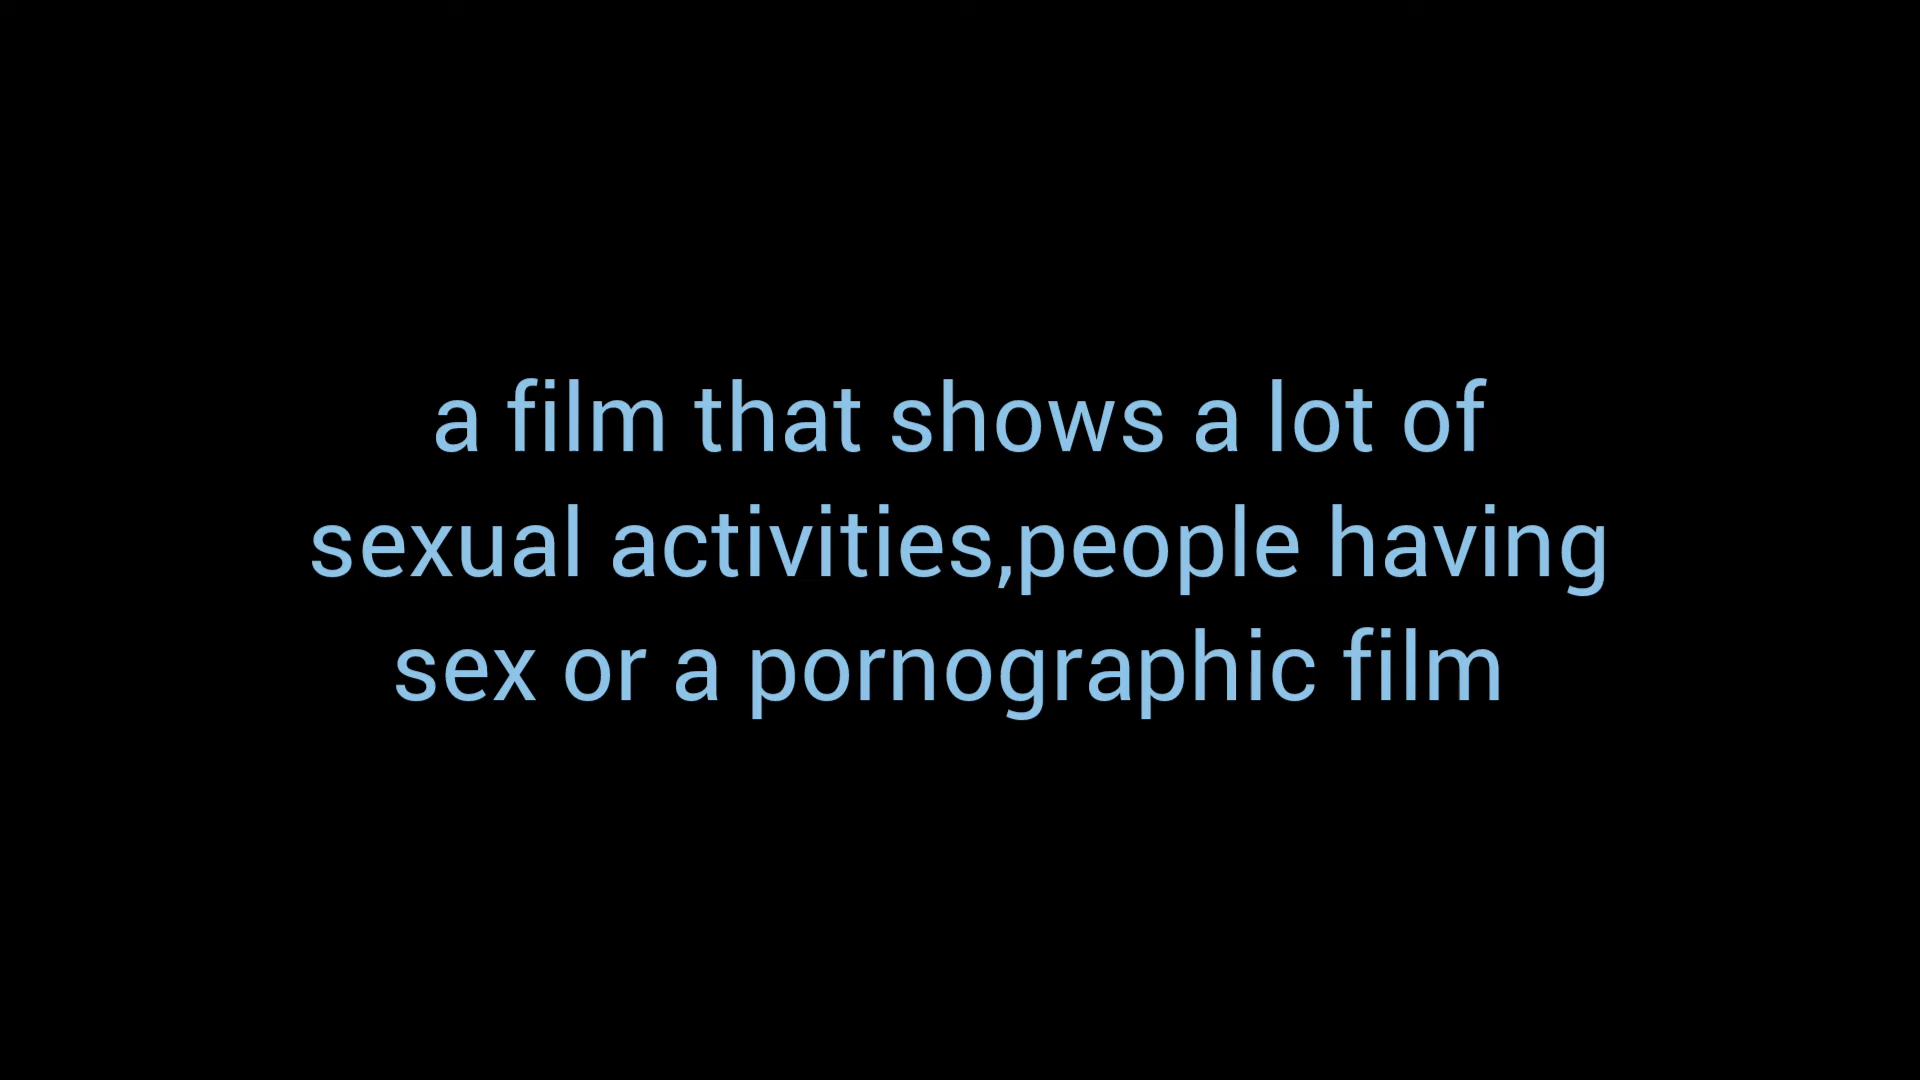 a film that shows a lot of
sexual activities,people having
sex or a pornographic film